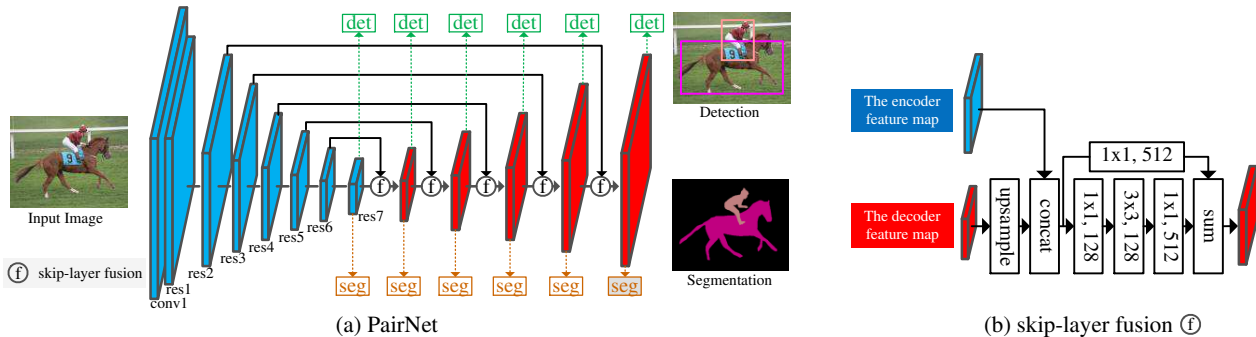 det det det det det det
Detection
The encoder
feature map
1x1, 512
The decoder
feature map
upsample
concat
1x1, 128
3x3, 128
1x1, 512
sum
Input Image
9
9
f f f f f
res7
res6
res5
res4
res3
res2
res1
conv1
f skip-layer fusion
seg seg seg seg seg seg
Segmentation
(a) PairNet
(b) skip-layer fusion f